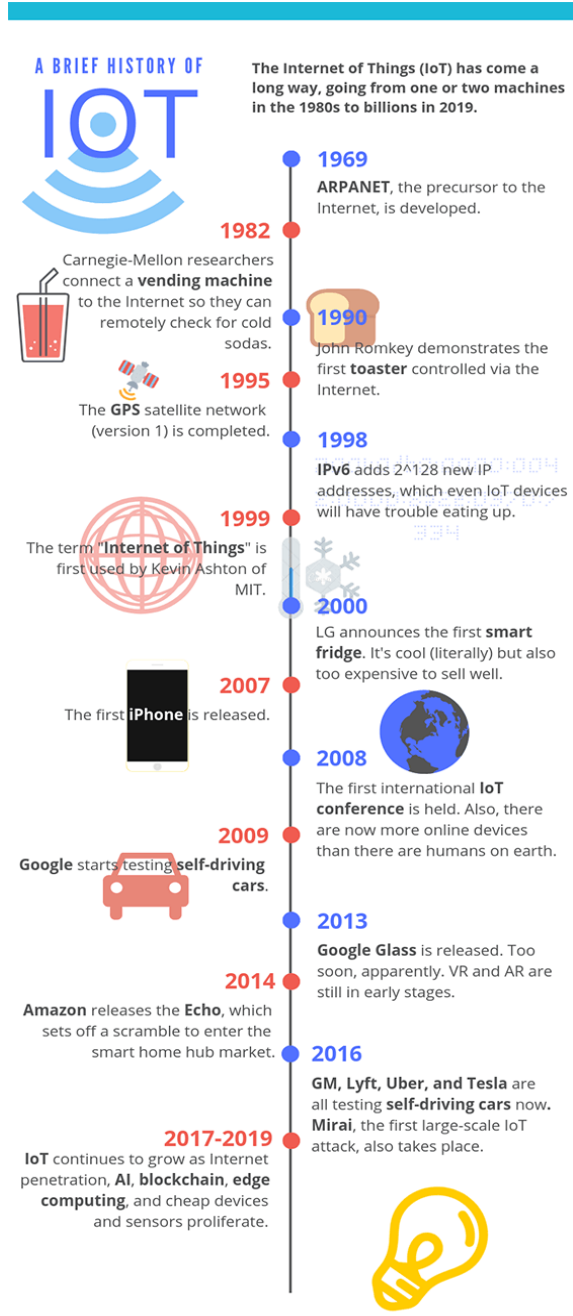 A BRIEF HISTORY OF
IOT
The Internet of Things (IoT) has come a
long way, going from one or two machines
in the 1980s to billions in 2019.
1969
ARPANET, the precursor to the
Internet, is developed.
1982
Carnegie-Mellon researchers
connect a vending machine
to the Internet so they can
remotely check for cold
sodas.
1990
John Romkey demonstrates the
first toaster controlled via the
Internet.
1995
The GPS satellite network
(version 1) is completed.
1998
IPv6 adds 2^128 new IP
addresses, which even IoT devices
will have trouble eating up.
334
1999
The term "Internet of Things" is
first used by Kevin Ashton of
MIT.
2000
LG announces the first smart
fridge. It's cool (literally) but also
too expensive to sell well.
2007
The first iPhone is released.
2008
The first international IoT
conference is held. Also, there
are now more online devices
than there are humans on earth.
2009
Google starts testing self-driving
cars.
2013
Google Glass is released. Too
soon, apparently. VR and AR are
still in early stages.
2014
Amazon releases the Echo, which
sets off a scramble to enter the
smart home hub market.
2016
GM, Lyft, Uber, and Tesla are
all testing self-driving cars now.
Mirai, the first large-scale IoT
attack, also takes place.
2017-2019
IoT continues to grow as Internet
penetration, AI, blockchain, edge
computing, and cheap devices
and sensors proliferate.